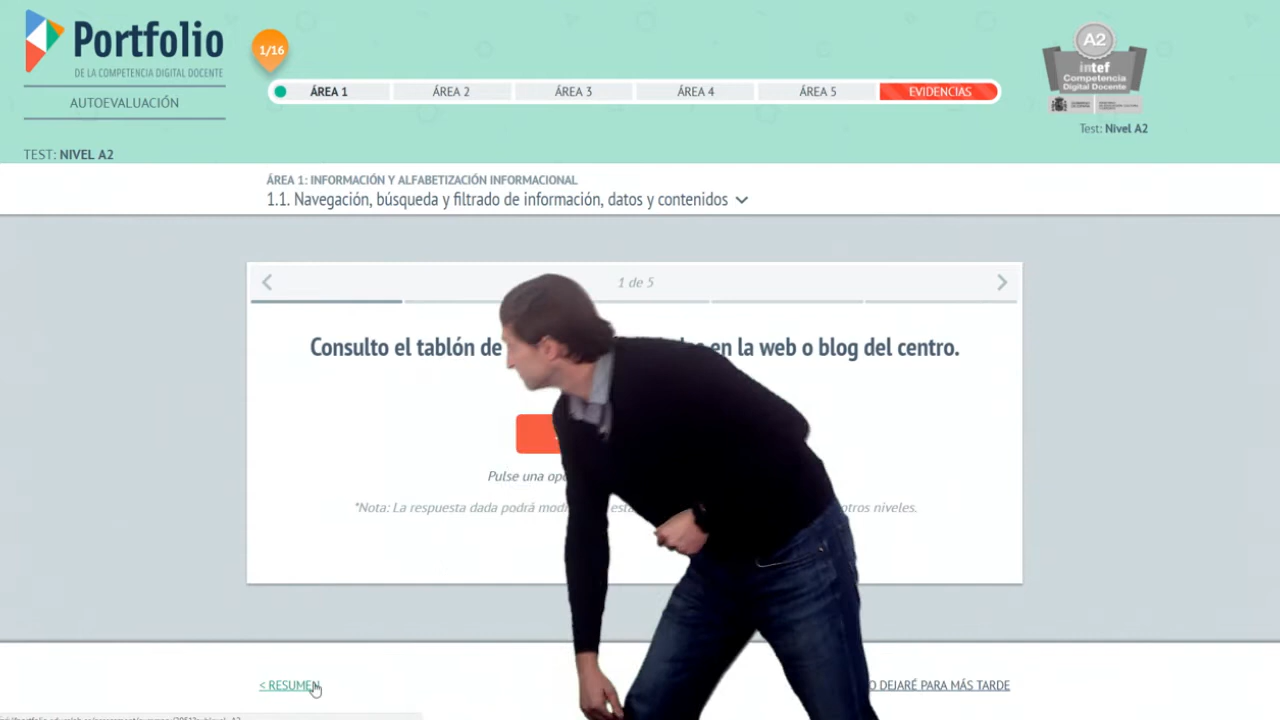 Portfolio
DE LA COMPETENCIA DIGITAL DOCENTE
AUTOEVALUACIÓN
TEST: NIVEL A2
1/16
ÁREA 1
ÁREA 2
ÁREA 3
ÁREA 4
ÁREA 5
EVIDENCIAS
A2
intef
Competencia
Digital Docente
Test: Nivel A2
ÁREA 1: INFORMACIÓN Y ALFABETIZACIÓN INFORMACIONAL
1.1. Navegación, búsqueda y filtrado de información, datos y contenidos
1 de 5
Consulto el tablón de en la web o blog del centro.
Pulse una
*Nota: La respuesta dada podrá otros niveles.
< RESUMEN
DEJARÉ PARA MÁS TARDE